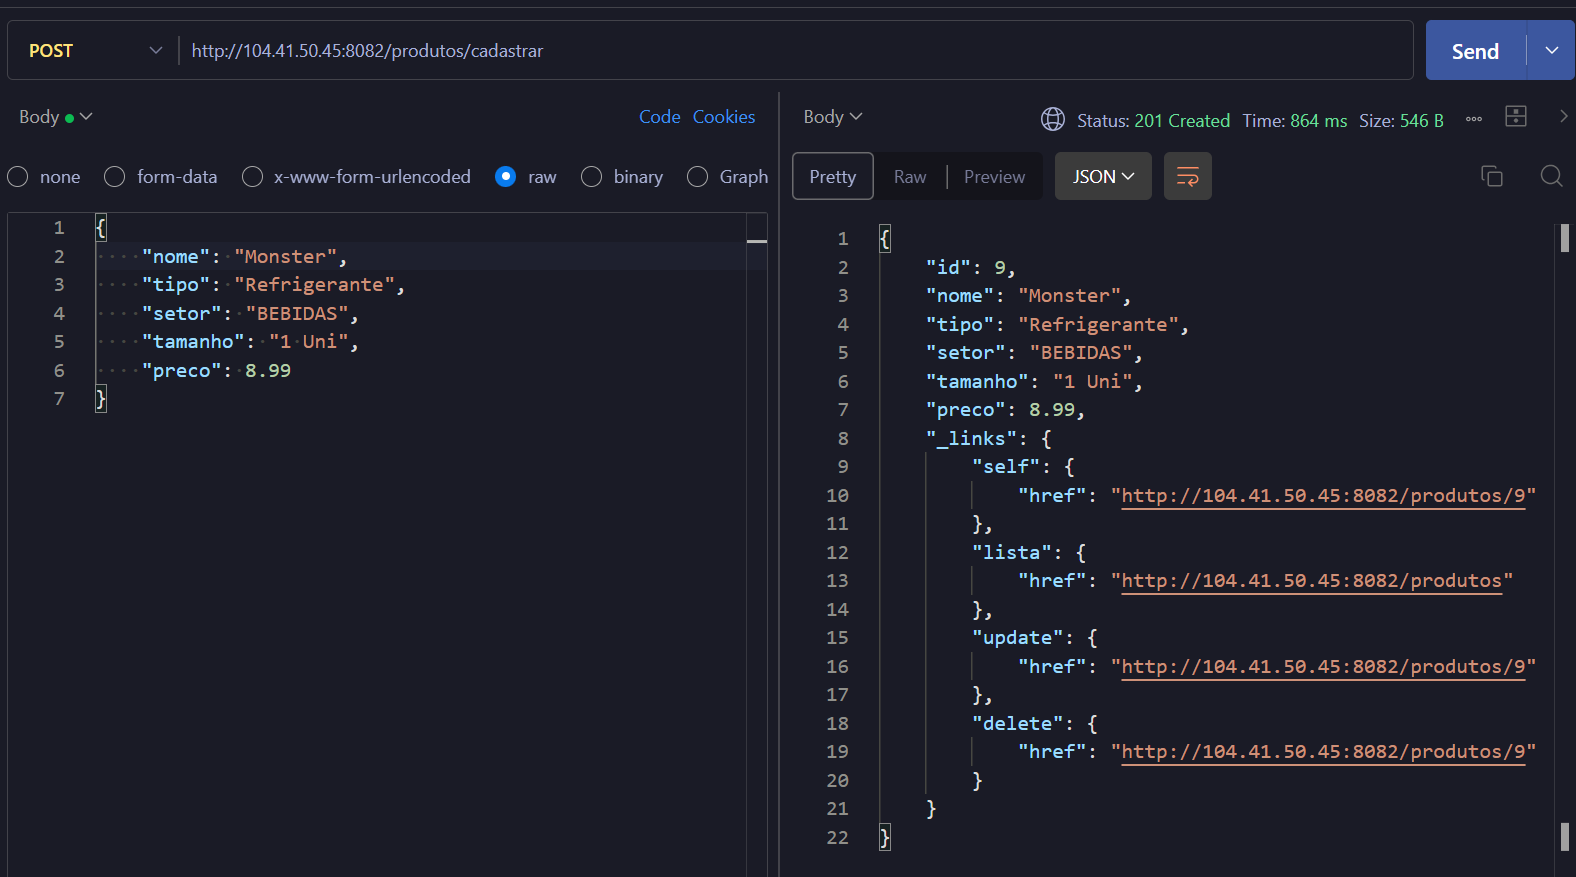 POST http://104.41.50.45:8082/produtos/cadastrar Send
Body Code Cookies
none form-data x-www-form-urlencoded raw binary Graph
1 {
2 "nome": "Monster",
3 "tipo": "Refrigerante",
4 "setor": "BEBIDAS",
5 "tamanho": "1 Uni",
6 "preco": 8.99
7 }
Body Status: 201 Created Time: 864 ms Size: 546 B
Pretty Raw Preview JSON
1 {
2 "id": 9,
3 "nome": "Monster",
4 "tipo": "Refrigerante",
5 "setor": "BEBIDAS",
6 "tamanho": "1 Uni",
7 "preco": 8.99,
8 "_links": {
9 "self": {
10 "href": "http://104.41.50.45:8082/produtos/9"
11 },
12 "lista": {
13 "href": "http://104.41.50.45:8082/produtos"
14 },
15 "update": {
16 "href": "http://104.41.50.45:8082/produtos/9"
17 },
18 "delete": {
19 "href": "http://104.41.50.45:8082/produtos/9"
20 }
21 }
22 }